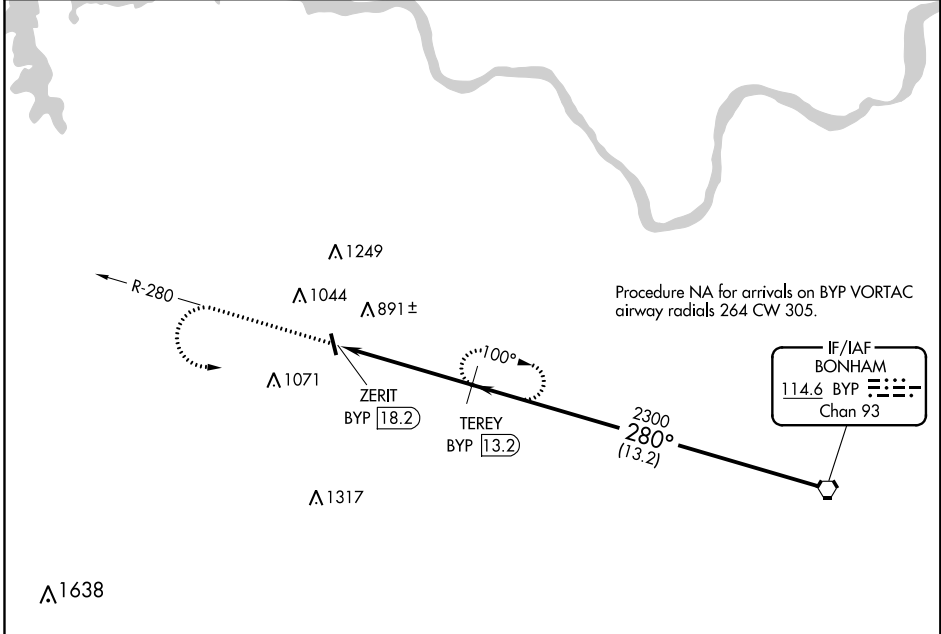 1249
R-280
1044
891 ±
Procedure NA for arrivals on BYP VORTAC
airway radials 264 CW 305.
IF/IAF
BONHAM
114.6 BYP
Chan 93
100°
1071
ZERIT
BYP 18.2
TEREY
BYP 13.2
2300
280°
(13.2)
1317
1638